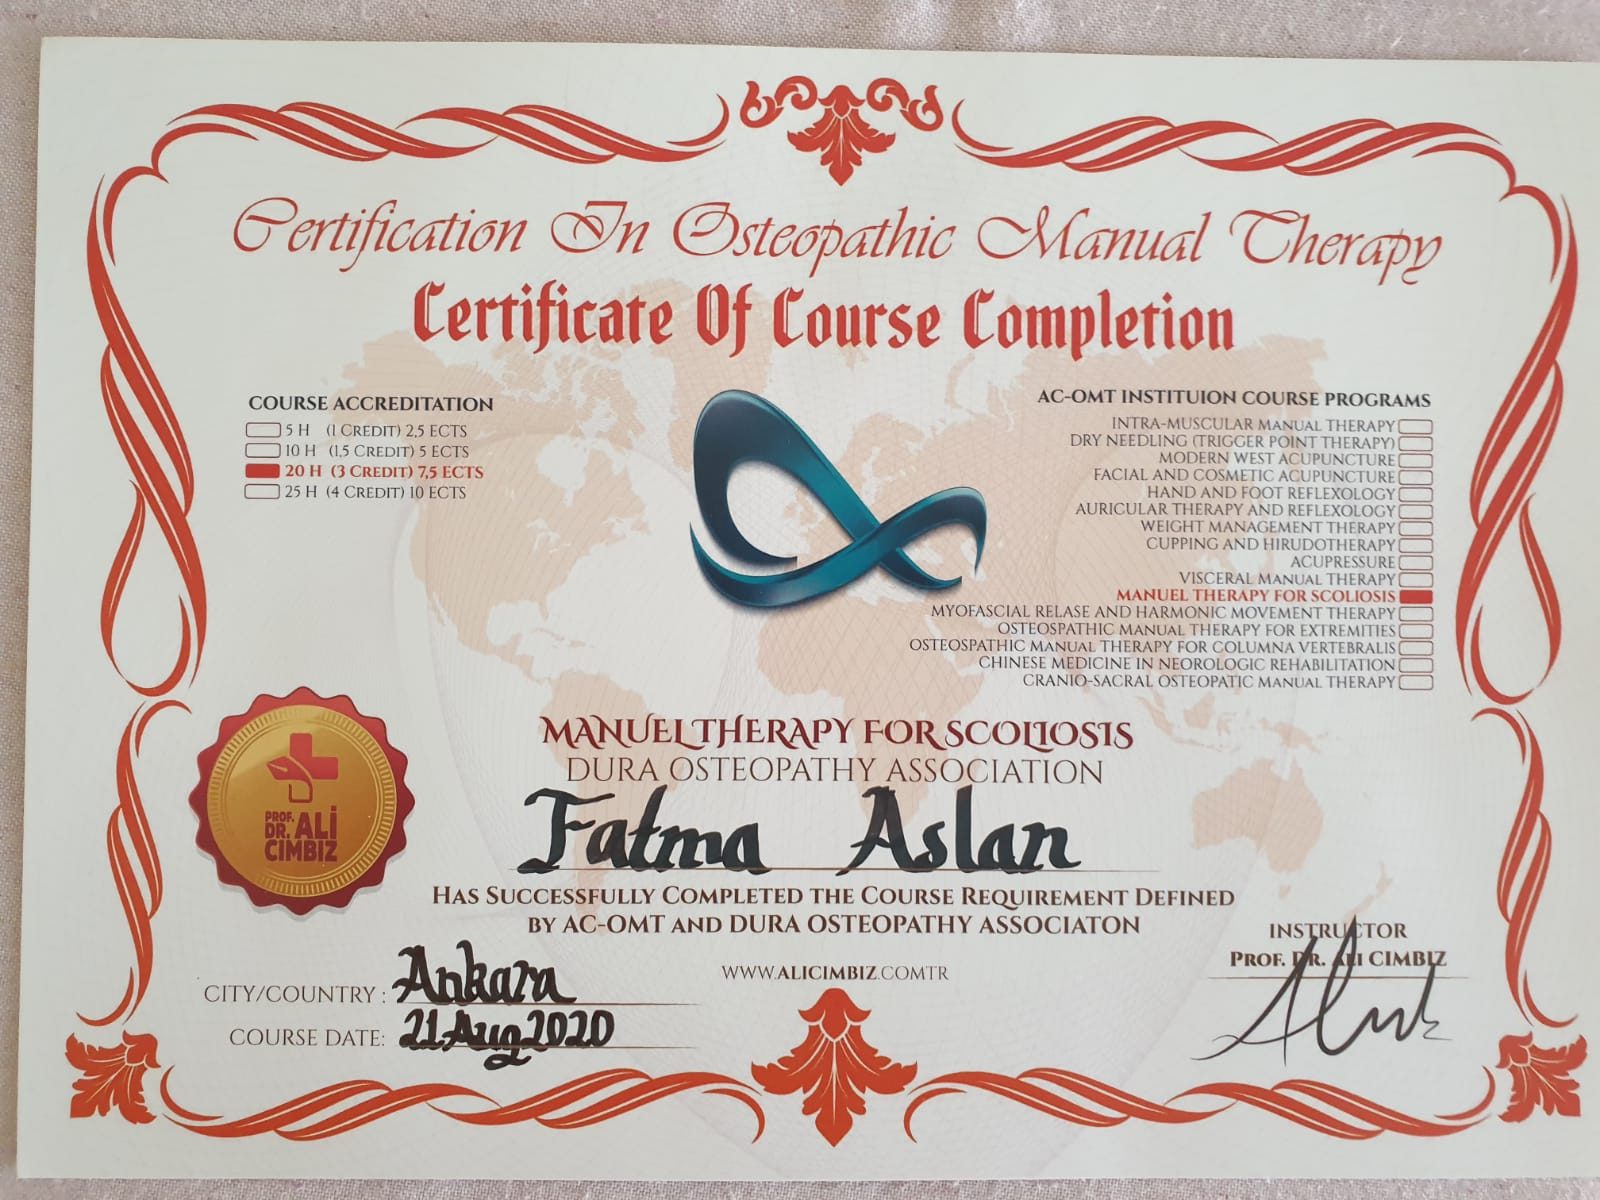 Certification In Osteopathic Manual Therapy
Certificate Of Course Completion
COURSE ACCREDITATION
5 H (1 CREDIT) 2,5 ECTS
10 H (1,5 CREDIT) 5 ECTS
20 H (3 CREDIT) 7,5 ECTS
25 H (4 CREDIT) 10 ECTS
AC-OMT INSTITUION COURSE PROGRAMS
INTRA-MUSCULAR MANUAL THERAPY
DRY NEEDLING (TRIGGER POINT THERAPY)
MODERN WEST ACUPUNCTURE
FACIAL AND COSMETIC ACUPUNCTURE
HAND AND FOOT REFLEXOLOGY
AURICULAR THERAPY AND REFLEXOLOGY
WEIGHT MANAGEMENT THERAPY
CUPPING AND HIRUDOTHERAPY
ACUPRESSURE
VISCERAL MANUAL THERAPY
MANUEL THERAPY FOR SCOLIOSIS
MYOFASCIAL RELASE AND HARMONIC MOVEMENT THERAPY
OSTEOSPATHIC MANUAL THERAPY FOR EXTREMITIES
OSTEOSPATHIC MANUAL THERAPY FOR COLUMNA VERTEBRALIS
CHINESE MEDICINE IN NEOROLOGIC REHABILITATION
CRANIO-SACRAL OSTEOPATIC MANUAL THERAPY
MANUEL THERAPY FOR SCOLIOSIS
DURA OSTEOPATHY ASSOCIATION
Fatma Aslan
HAS SUCCESSFULLY COMPLETED THE COURSE REQUIREMENT DEFINED
BY AC-OMT AND DURA OSTEOPATHY ASSOCIATON
PROF.
DR. ALİ
CIMBIZ
INSTRUCTOR
PROF. DR. ALI CIMBIZ
WWW.ALICIMBIZ.COMTR
CITY/COUNTRY : Ankara
COURSE DATE: 21 Aug 2020